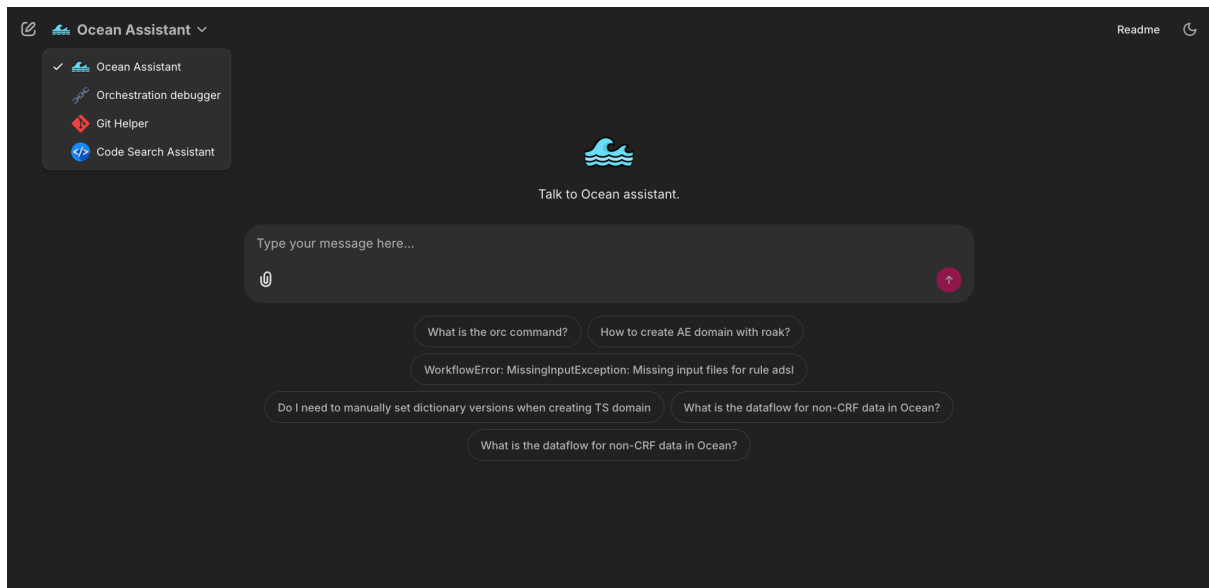 Ocean Assistant
Readme
Ocean Assistant
Orchestration debugger
Git Helper
Code Search Assistant
Talk to Ocean assistant.
Type your message here...
What is the orc command?
How to create AE domain with roak?
WorkflowError: MissingInputException: Missing input files for rule adsl
Do I need to manually set dictionary versions when creating TS domain
What is the dataflow for non-CRF data in Ocean?
What is the dataflow for non-CRF data in Ocean?